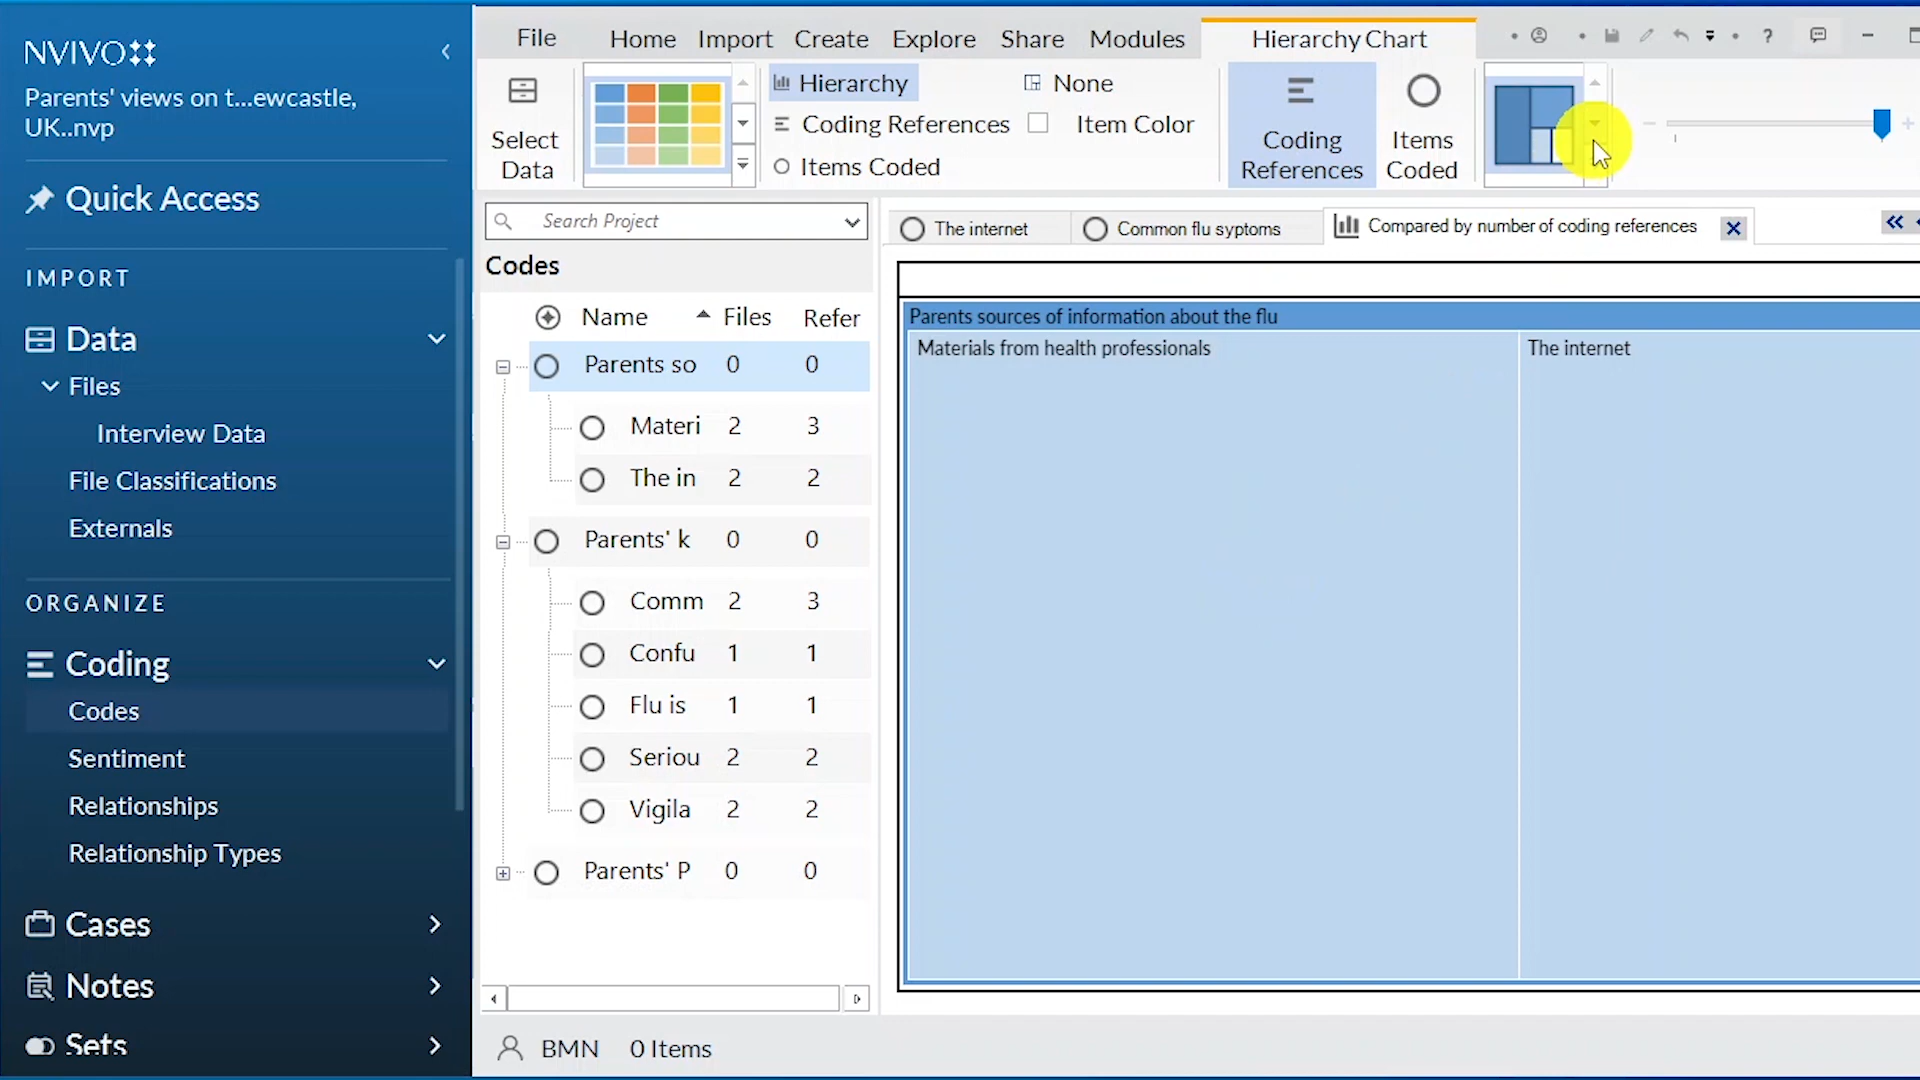 NVIVO
Parents' views on t...ewcastle,
UK..nvp
Quick Access
IMPORT
Data
Files
Interview Data
File Classifications
Externals
ORGANIZE
Coding
Codes
Sentiment
Relationships
Relationship Types
Cases
Notes
Sets
File Home Import Create Explore Share Modules Hierarchy Chart ?
Select
Data
Hierarchy
Coding References
Items Coded
None
Item Color
Coding
References
Items
Coded
Search Project
The internet
Common flu syptoms
Compared by number of coding references
Codes
Name Files Refer
Parents so 0 0
Materi 2 3
The in 2 2
Parents' k 0 0
Comm 2 3
Confu 1 1
Flu is 1 1
Seriou 2 2
Vigila 2 2
Parents' P 0 0
Parents sources of information about the flu
Materials from health professionals
The internet
BMN 0 Items